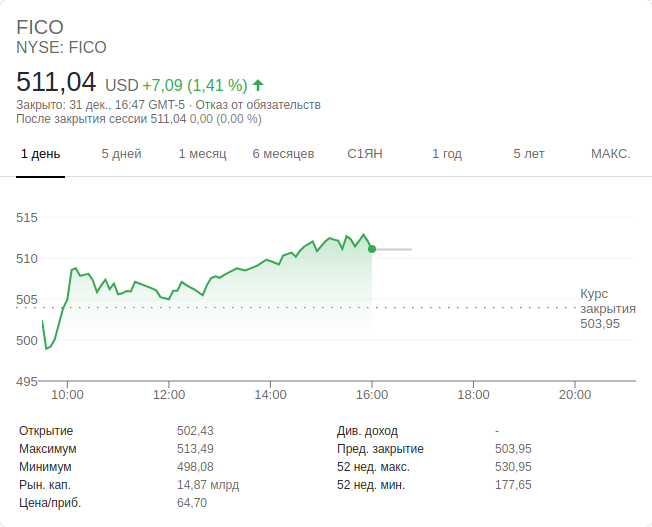 FICO
NYSE: FICO
511,04 USD +7,09 (1,41 %)
Закрыто: 31 дек., 16:47 GMT-5 · Отказ от обязательств
После закрытия сессии 511,04 0,00 (0,00 %)
1 день 5 дней 1 месяц 6 месяцев С1ЯН 1 год 5 лет МАКС.
515
510
505
500
495
Курс
закрытия
503,95
10:00 12:00 14:00 16:00 18:00 20:00
Открытие 502,43 Див. доход -
Максимум 513,49 Пред. закрытие 503,95
Минимум 498,08 52 нед. макс. 530,95
Рын. кап. 14,87 млрд 52 нед. мин. 177,65
Цена/приб. 64,70